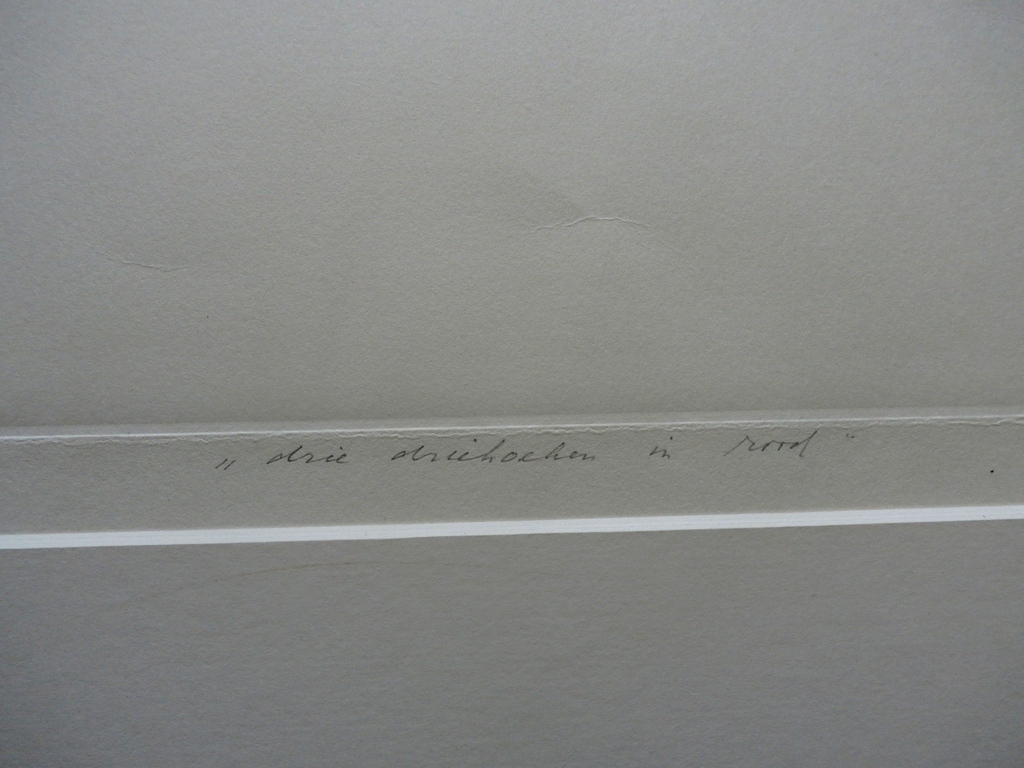 „ drie driehoeken in rood "